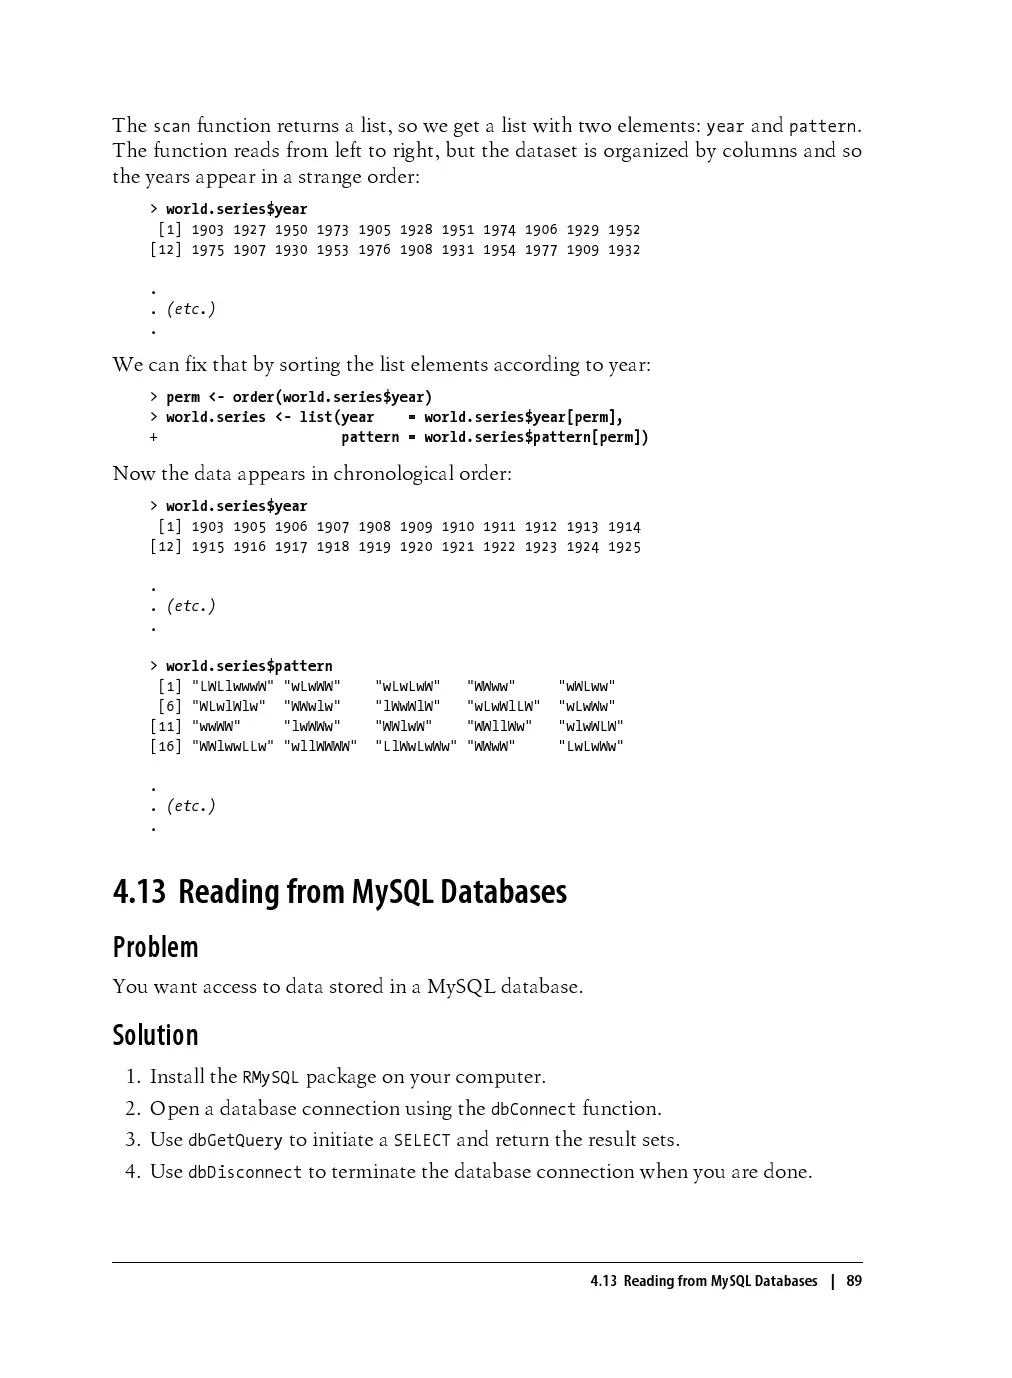 The scan function returns a list, so we get a list with two elements: year and pattern.
The function reads from left to right, but the dataset is organized by columns and so
the years appear in a strange order:
> world.series$year
[1] 1903 1927 1950 1973 1905 1928 1951 1974 1906 1929 1952
[12] 1975 1907 1930 1953 1976 1908 1931 1954 1977 1909 1932
.
. (etc.)
.
We can fix that by sorting the list elements according to year:
> perm <- order(world.series$year)
> world.series <- list(year    = world.series$year[perm],
+                      pattern = world.series$pattern[perm])
Now the data appears in chronological order:
> world.series$year
[1] 1903 1905 1906 1907 1908 1909 1910 1911 1912 1913 1914
[12] 1915 1916 1917 1918 1919 1920 1921 1922 1923 1924 1925
.
. (etc.)
.
> world.series$pattern
[1] "LWLlwwwW" "wLwWW"    "wLwLwW"   "WWww"     "wWLww"
[6] "WLwlWlw"  "WWwlw"    "lWwWlW"   "wLwWlLW"  "wLwWw"
[11] "wwWW"     "lwWWw"    "WWlwW"    "WWllWw"   "wlwWLW"
[16] "WWlwwLLw" "wllWWWW"  "LlWwLwWw" "WWwW"     "LwLwWw"
.
. (etc.)
.
4.13 Reading from MySQL Databases
Problem
You want access to data stored in a MySQL database.
Solution
1. Install the RMySQL package on your computer.
2. Open a database connection using the dbConnect function.
3. Use dbGetQuery to initiate a SELECT and return the result sets.
4. Use dbDisconnect to terminate the database connection when you are done.
4.13 Reading from MySQL Databases | 89